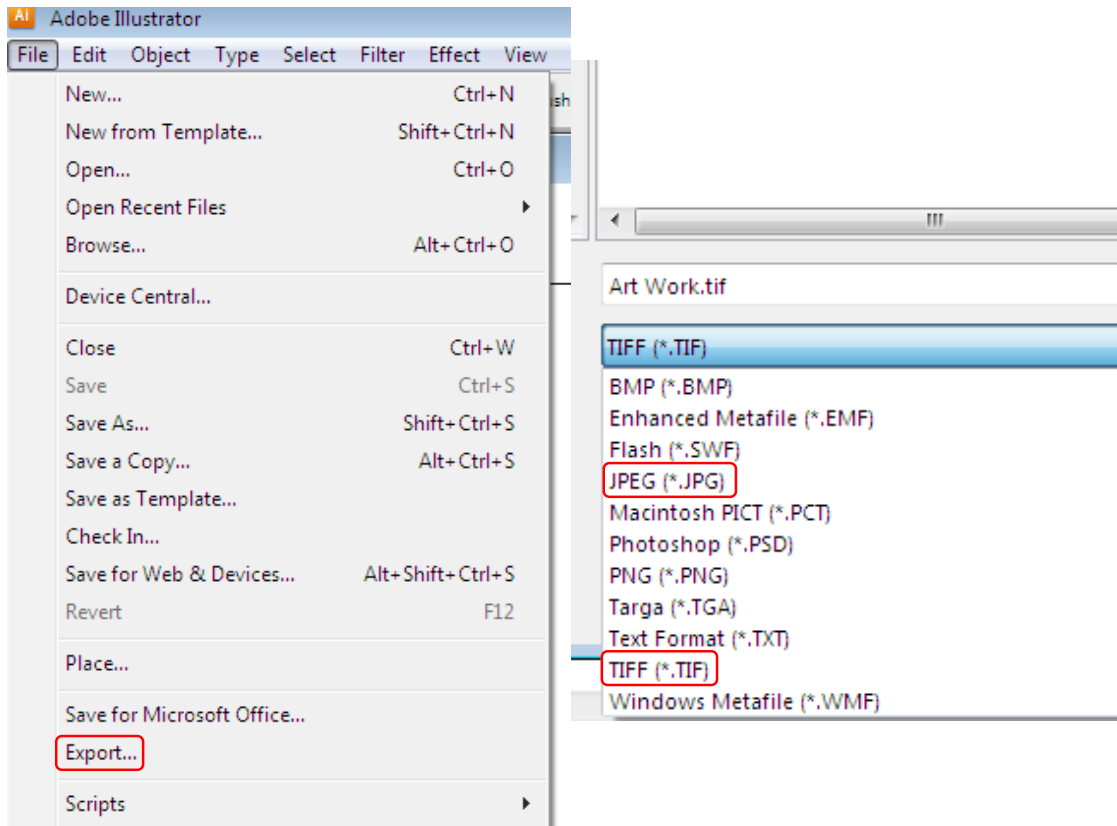 Ai Adobe Illustrator
File Edit Object Type Select Filter Effect View
New... Ctrl+N
New from Template... Shift+Ctrl+N
Open... Ctrl+O
Open Recent Files
Browse... Alt+Ctrl+O
Device Central...
Close Ctrl+W
Save Ctrl+S
Save As... Shift+Ctrl+S
Save a Copy... Alt+Ctrl+S
Save as Template...
Check In...
Save for Web & Devices... Alt+Shift+Ctrl+S
Revert F12
Place...
Save for Microsoft Office...
Export...
Scripts
Art Work.tif
TIFF (*.TIF)
BMP (*.BMP)
Enhanced Metafile (*.EMF)
Flash (*.SWF)
JPEG (*.JPG)
Macintosh PICT (*.PCT)
Photoshop (*.PSD)
PNG (*.PNG)
Targa (*.TGA)
Text Format (*.TXT)
TIFF (*.TIF)
Windows Metafile (*.WMF)